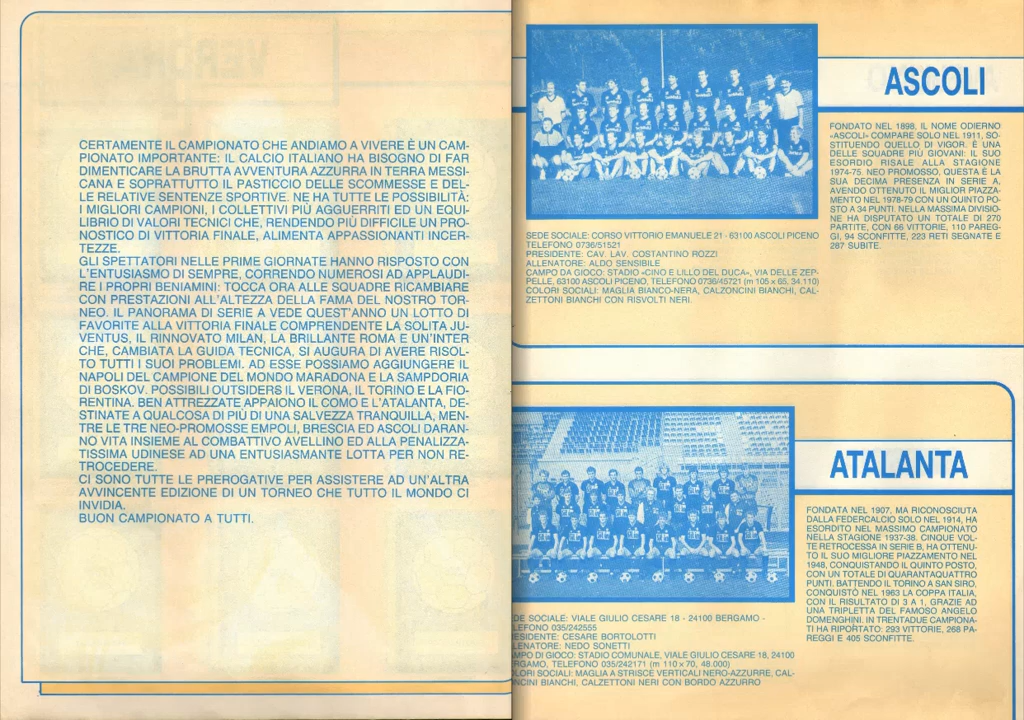 CERTAMENTE IL CAMPIONATO CHE ANDIAMO A VIVERE È UN CAM-
PIONATO IMPORTANTE: IL CALCIO ITALIANO HA BISOGNO DI FAR
DIMENTICARE LA BRUTTA AVVENTURA AZZURRA IN TERRA MESSI-
CANA E SOPRATTUTTO IL PASTICCIO DELLE SCOMMESSE E DEL-
LE RELATIVE SENTENZE SPORTIVE. NE HA TUTTE LE POSSIBILITÀ:
I MIGLIORI CAMPIONI, I COLLETTIVI PIÙ AGGUERRITI ED UN EQUI-
LIBRIO DI VALORI TECNICI CHE, RENDENDO PIÙ DIFFICILE UN PRO-
NOSTICO DI VITTORIA FINALE, ALIMENTA APPASSIONANTI INCER-
TEZZE.
GLI SPETTATORI NELLE PRIME GIORNATE HANNO RISPOSTO CON
L'ENTUSIASMO DI SEMPRE, CORRENDO NUMEROSI AD APPLAUDI-
RE I PROPRI BENIAMINI: TOCCA ORA ALLE SQUADRE RICAMBIARE
CON PRESTAZIONI ALL'ALTEZZA DELLA FAMA DEL NOSTRO TOR-
NEO. IL PANORAMA DI SERIE A VEDE QUEST'ANNO UN LOTTO DI
FAVORITE ALLA VITTORIA FINALE COMPRENDENTE LA SOLITA JU-
VENTUS, IL RINNOVATO MILAN, LA BRILLANTE ROMA E UN'INTER
CHE, CAMBIATA LA GUIDA TECNICA, SI AUGURA DI AVERE RISOL-
TO TUTTI I SUOI PROBLEMI. AD ESSE POSSIAMO AGGIUNGERE IL
NAPOLI DEL CAMPIONE DEL MONDO MARADONA E LA SAMPDORIA
DI BOSKOV. POSSIBILI OUTSIDERS IL VERONA, IL TORINO E LA FIO-
RENTINA. BEN ATTREZZATE APPAIONO IL COMO E L'ATALANTA, DE-
STINATE A QUALCOSA DI PIÙ DI UNA SALVEZZA TRANQUILLA, MEN-
TRE LE TRE NEO-PROMOSSE EMPOLI, BRESCIA ED ASCOLI DARAN-
NO VITA INSIEME AL COMBATTIVO AVELLINO ED ALLA PENALIZZA-
TISSIMA UDINESE AD UNA ENTUSIASMANTE LOTTA PER NON RE-
TROCEDERE.
CI SONO TUTTE LE PREROGATIVE PER ASSISTERE AD UN'ALTRA
AVVINCENTE EDIZIONE DI UN TORNEO CHE TUTTO IL MONDO CI
INVIDIA.
BUON CAMPIONATO A TUTTI.
ASCOLI
FONDATO NEL 1898, IL NOME ODIERNO
«ASCOLI» COMPARE SOLO NEL 1911, SO-
STITUENDO QUELLO DI VIGOR. È UNA
DELLE SQUADRE PIÙ GIOVANI: IL SUO
ESORDIO RISALE ALLA STAGIONE
1974-75. NEO PROMOSSO, QUESTA È LA
SUA DECIMA PRESENZA IN SERIE A,
AVENDO OTTENUTO IL MIGLIOR PIAZZA-
MENTO NEL 1978-79 CON UN QUINTO PO-
STO A 34 PUNTI. NELLA MASSIMA DIVISIO-
NE HA DISPUTATO UN TOTALE DI 270
PARTITE, CON 66 VITTORIE, 110 PAREG-
GI, 94 SCONFITTE, 223 RETI SEGNATE E
287 SUBITE.
SEDE SOCIALE: CORSO VITTORIO EMANUELE 21 - 63100 ASCOLI PICENO
TELEFONO 0736/51521
PRESIDENTE: CAV. LAV. COSTANTINO ROZZI
ALLENATORE: ALDO SENSIBILE
CAMPO DA GIOCO: STADIO «CINO E LILLO DEL DUCA», VIA DELLE ZEP-
PELLE, 63100 ASCOLI PICENO, TELEFONO 0736/45721 (m 105 x 65. 34.110)
COLORI SOCIALI: MAGLIA BIANCO-NERA, CALZONCINI BIANCHI, CAL-
ZETTONI BIANCHI CON RISVOLTI NERI.
ATALANTA
FONDATA NEL 1907, MA RICONOSCIUTA
DALLA FEDERCALCIO SOLO NEL 1914, HA
ESORDITO NEL MASSIMO CAMPIONATO
NELLA STAGIONE 1937-38. CINQUE VOL-
TE RETROCESSA IN SERIE B, HA OTTENU-
TO IL SUO MIGLIORE PIAZZAMENTO NEL
1948, CONQUISTANDO IL QUINTO POSTO,
CON UN TOTALE DI QUARANTAQUATTRO
PUNTI. BATTENDO IL TORINO A SAN SIRO,
CONQUISTÒ NEL 1963 LA COPPA ITALIA,
CON IL RISULTATO DI 3 A 1, GRAZIE AD
UNA TRIPLETTA DEL FAMOSO ANGELO
DOMENGHINI. IN TRENTADUE CAMPIONA-
TI HA RIPORTATO: 293 VITTORIE, 268 PA-
REGGI E 405 SCONFITTE.
DE SOCIALE: VIALE GIULIO CESARE 18 - 24100 BERGAMO -
LEFONO 035/242555
ESIDENTE: CESARE BORTOLOTTI
LENATORE: NEDO SONETTI
MPO DI GIOCO: STADIO COMUNALE, VIALE GIULIO CESARE 18, 24100
RGAMO, TELEFONO 035/242171 (m 110 x 70, 48.000)
LORI SOCIALI: MAGLIA A STRISCE VERTICALI NERO-AZZURRE, CAL-
NCINI BIANCHI, CALZETTONI NERI CON BORDO AZZURRO